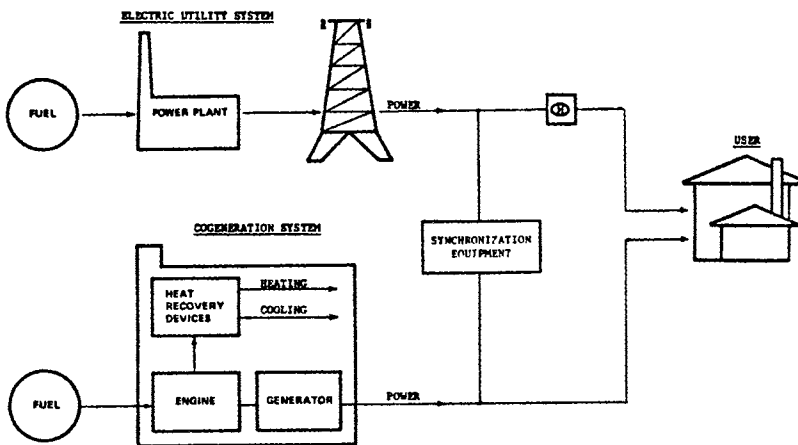 ELECTRIC UTILITY SYSTEM
FUEL
POWER PLANT
POWER
USER
SYNCHRONIZATION
EQUIPMENT
COGENERATION SYSTEM
HEAT
RECOVERY
DEVICES
HEATING
COOLING
FUEL
ENGINE
GENERATOR
POWER